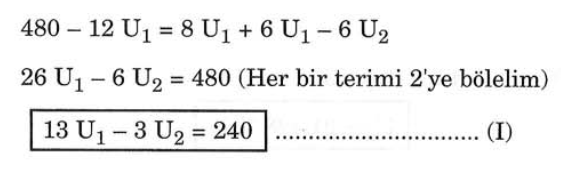 480 – 12 U₁ = 8 U₁ + 6 U₁ – 6 U₂
26 U₁ – 6 U₂ = 480 (Her bir terimi 2'ye bölelim)
13 U₁ – 3 U₂ = 240 ................................ (I)